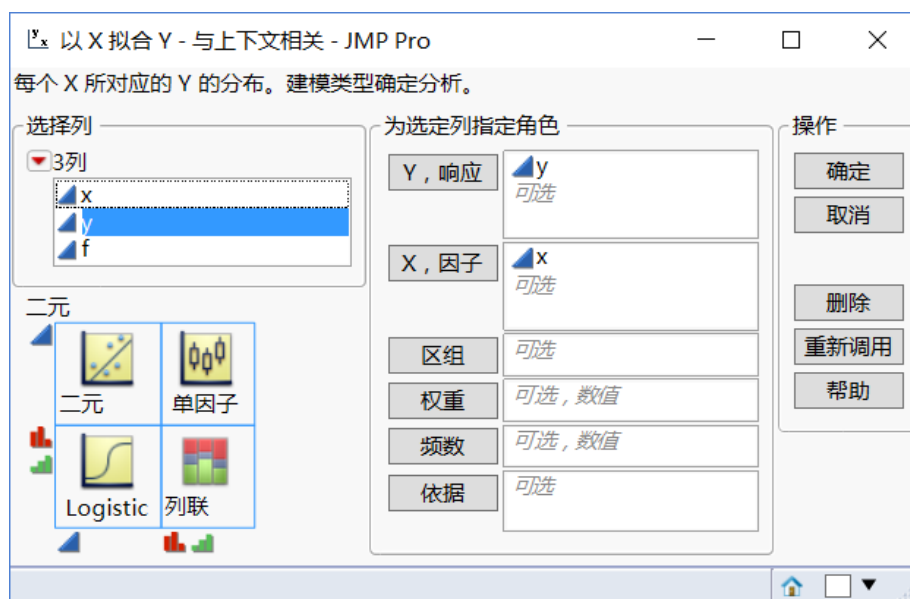 以 X 拟合 Y - 与上下文相关 - JMP Pro
每个 X 所对应的 Y 的分布。建模类型确定分析。
选择列
3列
x
y
f
二元
二元
单因子
Logistic
列联
为选定列指定角色
Y，响应
y
可选
X，因子
x
可选
区组
可选
权重
可选，数值
频数
可选，数值
依据
可选
操作
确定
取消
删除
重新调用
帮助